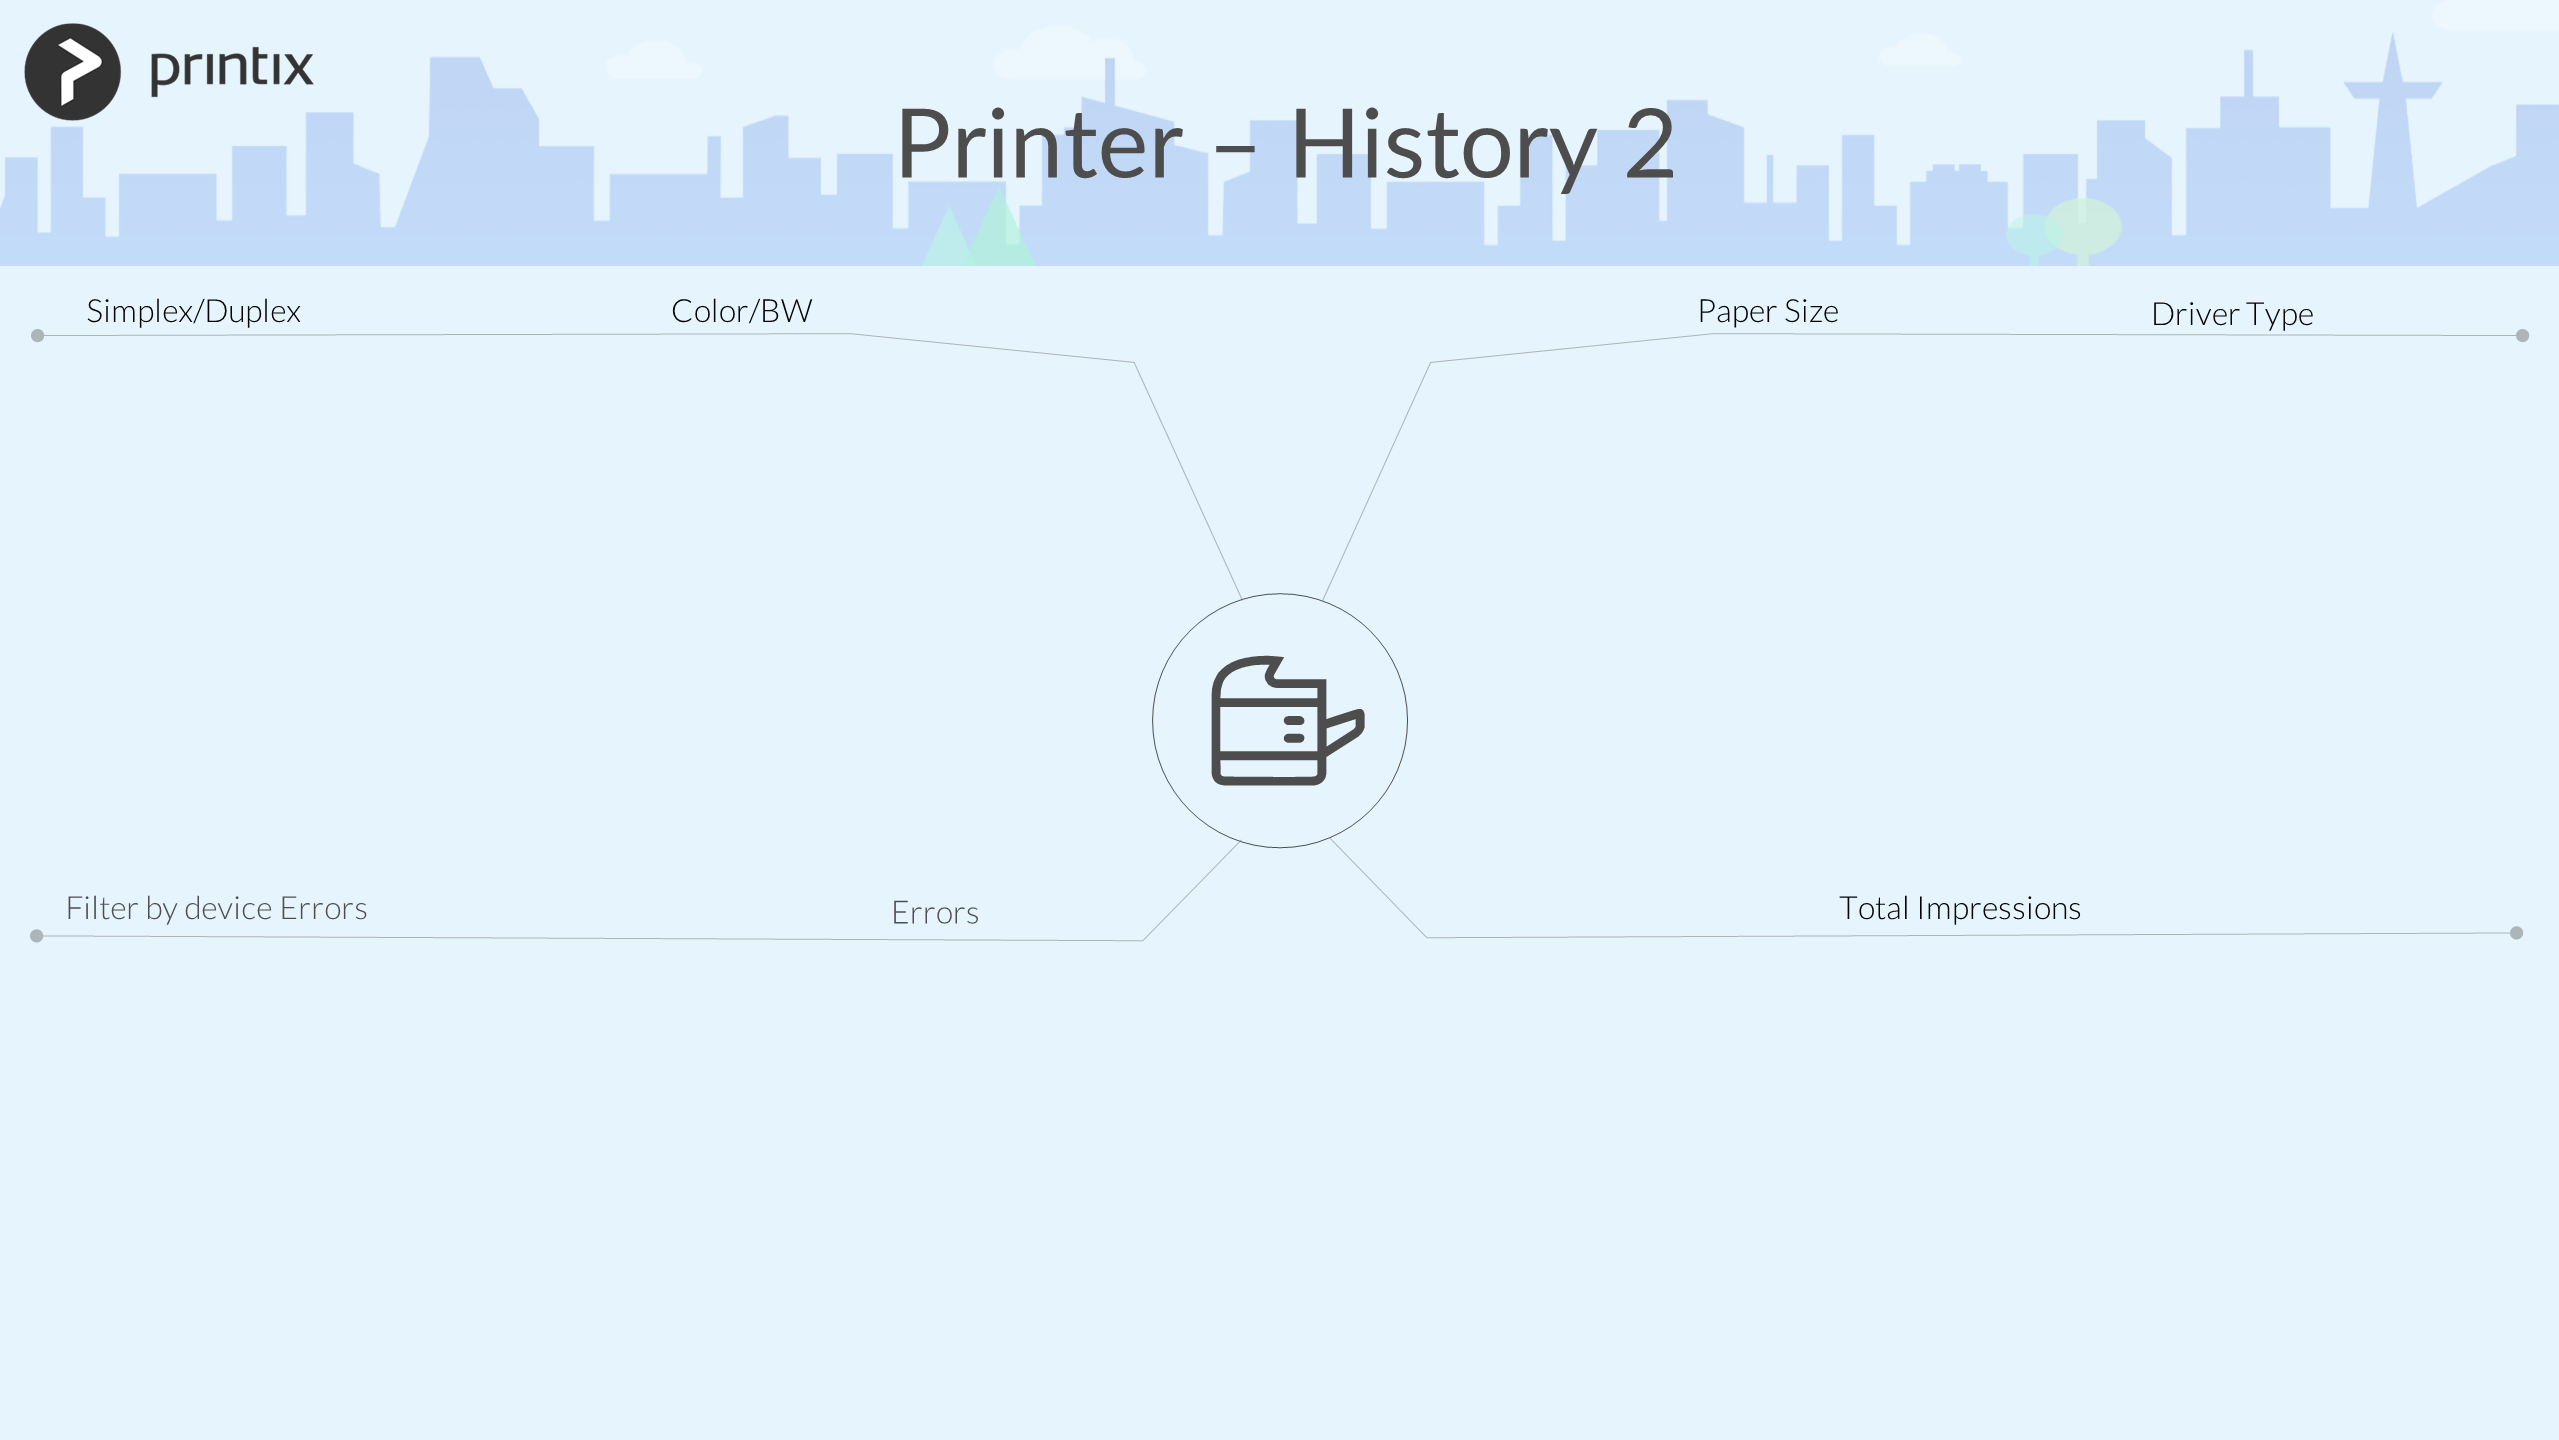 printix
Printer – History 2
Simplex/Duplex
Color/BW
Paper Size
Driver Type
Filter by device Errors
Errors
Total Impressions